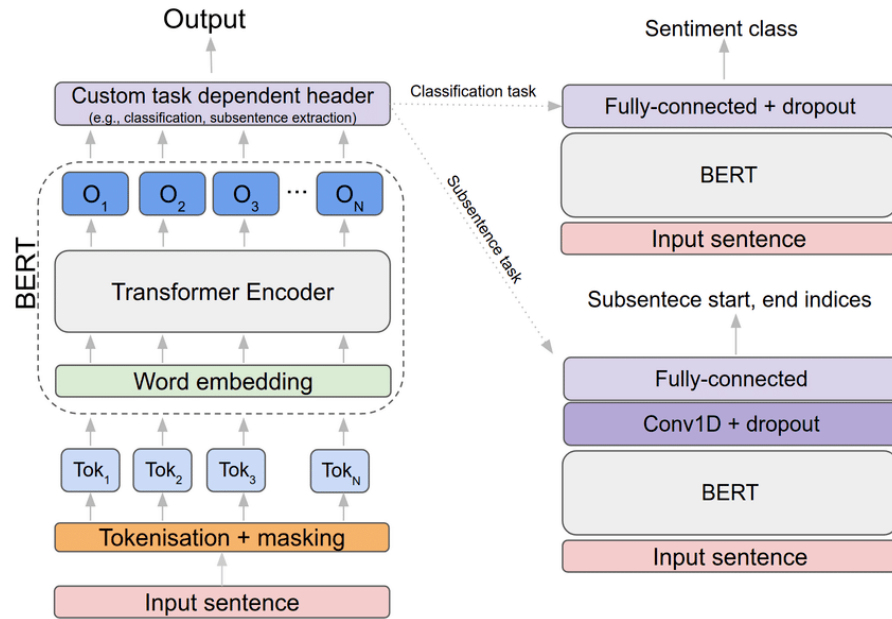 Output
Custom task dependent header
(e.g., classification, subsentence extraction)
O1 O2 O3 ... ON
BERT
Transformer Encoder
Word embedding
Tok1 Tok2 Tok3 TokN
Tokenisation + masking
Input sentence
Classification task
Subsentence task
Sentiment class
Fully-connected + dropout
BERT
Input sentence
Subsentece start, end indices
Fully-connected
Conv1D + dropout
BERT
Input sentence